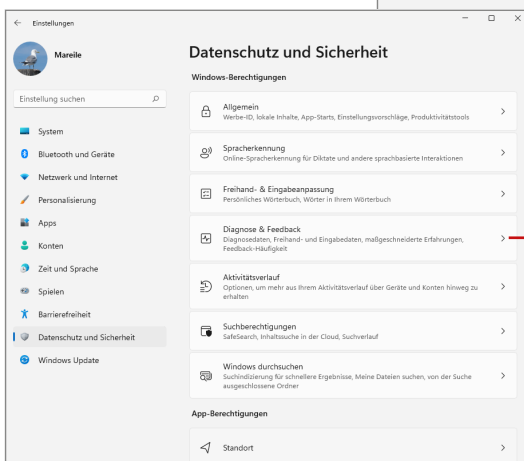 Einstellungen
Mareile
Einstellung suchen
System
Bluetooth und Geräte
Netzwerk und Internet
Personalisierung
Apps
Konten
Zeit und Sprache
Spielen
Barrierefreiheit
Datenschutz und Sicherheit
Windows Update
Datenschutz und Sicherheit
Windows-Berechtigungen
Allgemein
Werbe-ID, lokale Inhalte, App-Starts, Einstellungsvorschläge, Produktivitätstools
Spracherkennung
Online-Spracherkennung für Diktate und andere sprachbasierte Interaktionen
Freihand- & Eingabeanpassung
Persönliches Wörterbuch, Wörter in Ihrem Wörterbuch
Diagnose & Feedback
Diagnosedaten, Freihand- und Eingabedaten, maßgeschneiderte Erfahrungen,
Feedback-Häufigkeit
Aktivitätsverlauf
Optionen, um mehr aus Ihrem Aktivitätsverlauf über Geräte und Konten hinweg zu
erhalten
Suchberechtigungen
SafeSearch, Inhaltssuche in der Cloud, Suchverlauf
Windows durchsuchen
Suchindizierung für schnellere Ergebnisse, Meine Dateien suchen, von der Suche
ausgeschlossene Ordner
App-Berechtigungen
Standort